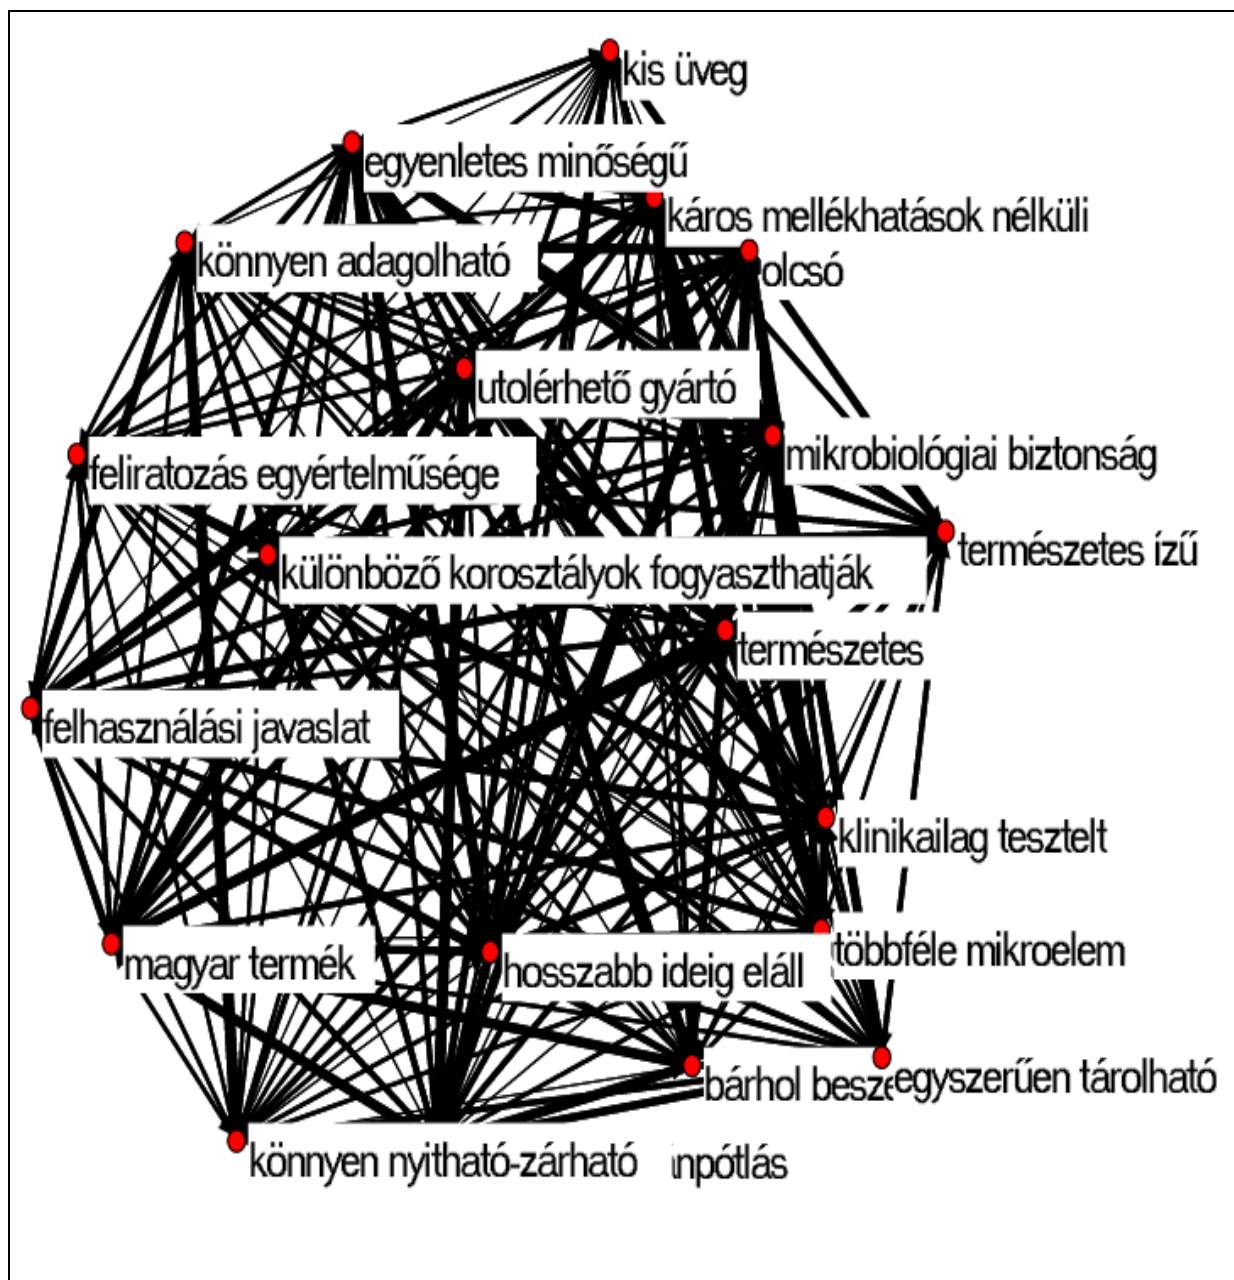 kis üveg
egyenletes minőségű
káros mellékhatások nélküli
könnyen adagolható
olcsó
utolérhető gyártó
mikrobiológiai biztonság
feliratozás egyértelműsége
természetes ízű
különböző korosztályok fogyaszthatják
természetes
felhasználási javaslat
klinikailag tesztelt
többféle mikroelem
magyar termék
hosszabb ideig eláll
bárhol
egyszerűen tárolható
könnyen nyitható-zárható